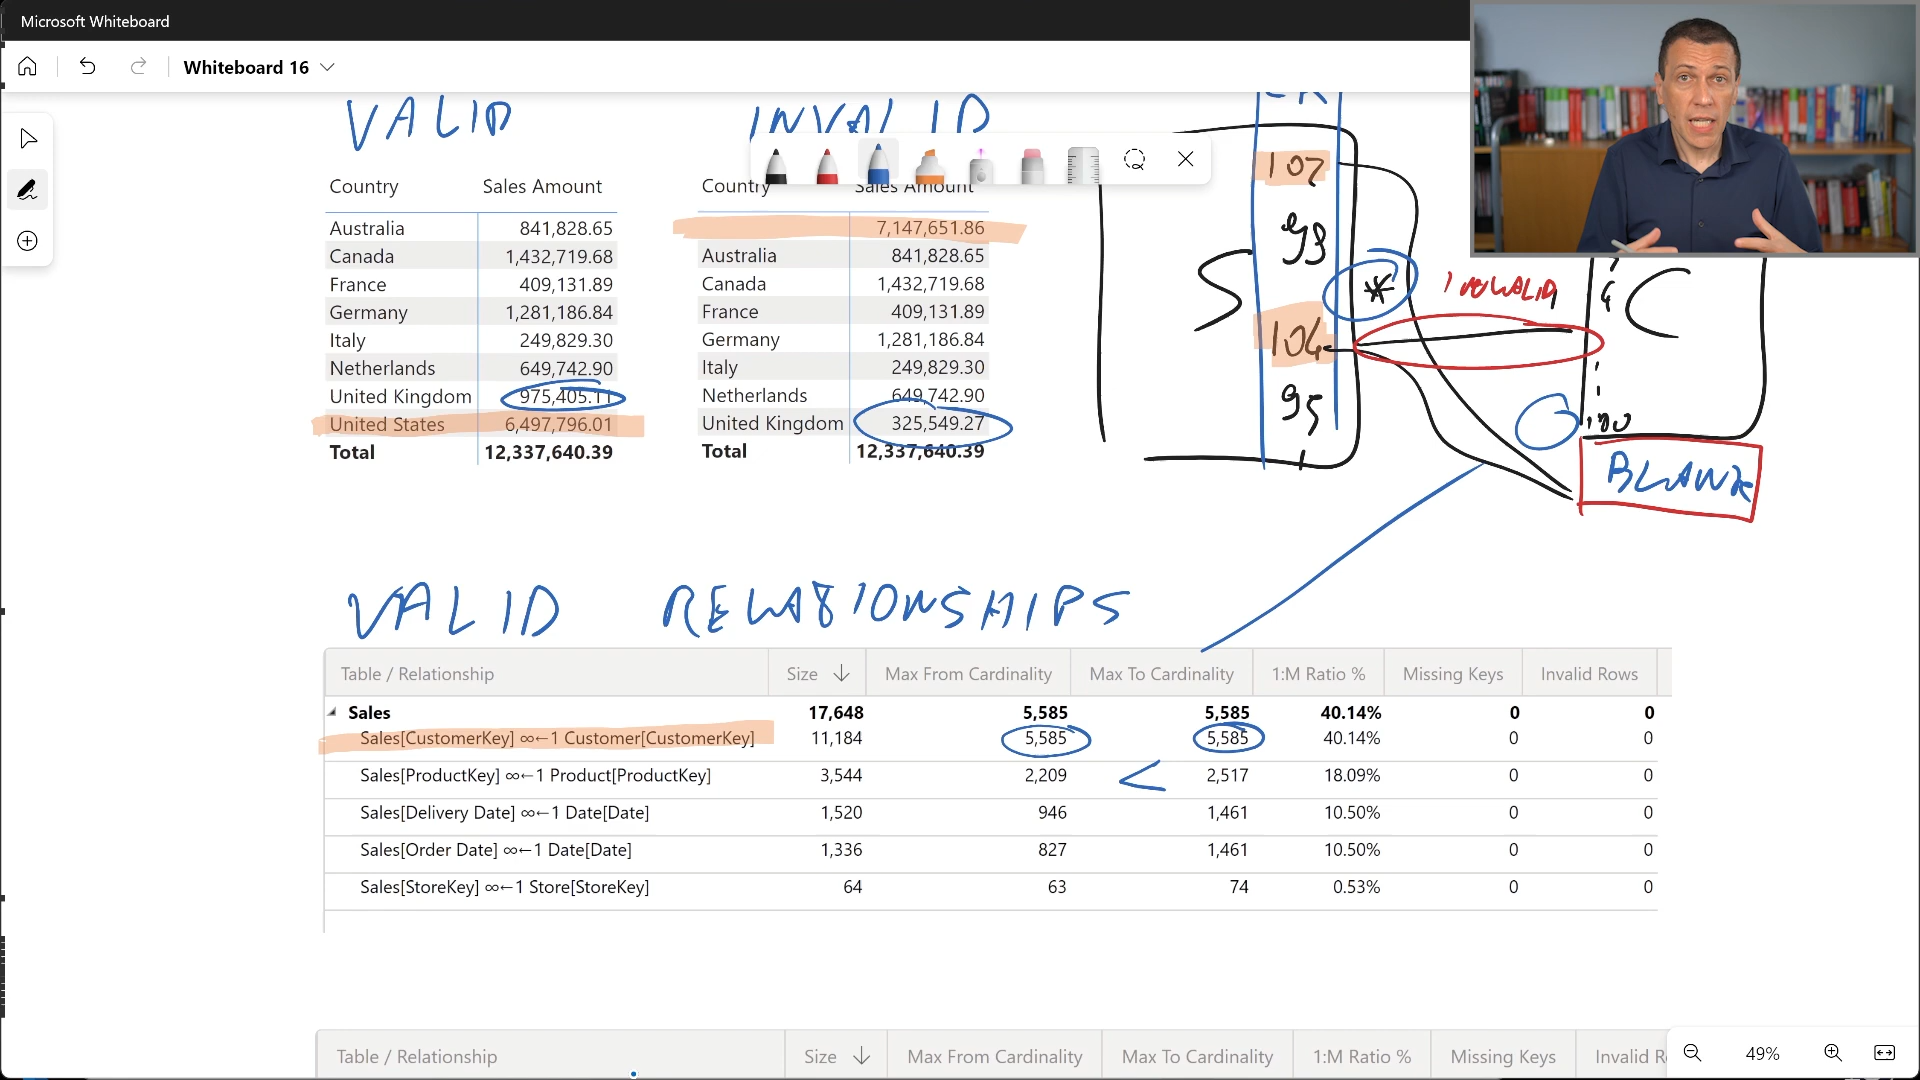 Microsoft Whiteboard
Whiteboard 16
VALID
INVALID
Country Sales Amount
Australia 841,828.65
Canada 1,432,719.68
France 409,131.89
Germany 1,281,186.84
Italy 249,829.30
Netherlands 649,742.90
United Kingdom 975,405.11
United States 6,497,796.01
Total 12,337,640.39
Country Sales Amount
7,147,651.86
Australia 841,828.65
Canada 1,432,719.68
France 409,131.89
Germany 1,281,186.84
Italy 249,829.30
Netherlands 649,742.90
United Kingdom 325,549.27
Total 12,337,640.39
107
93
S
*
104
95
INVALID
C
100
BLANK
VALID RELATIONSHIPS
Table / Relationship Size Max From Cardinality Max To Cardinality 1:M Ratio % Missing Keys Invalid Rows
Sales 17,648 5,585 5,585 40.14% 0 0
Sales[CustomerKey] ∞←1 Customer[CustomerKey] 11,184 5,585 5,585 40.14% 0 0
Sales[ProductKey] ∞←1 Product[ProductKey] 3,544 2,209 < 2,517 18.09% 0 0
Sales[Delivery Date] ∞←1 Date[Date] 1,520 946 1,461 10.50% 0 0
Sales[Order Date] ∞←1 Date[Date] 1,336 827 1,461 10.50% 0 0
Sales[StoreKey] ∞←1 Store[StoreKey] 64 63 74 0.53% 0 0
Table / Relationship Size Max From Cardinality Max To Cardinality 1:M Ratio % Missing Keys Invalid
49%